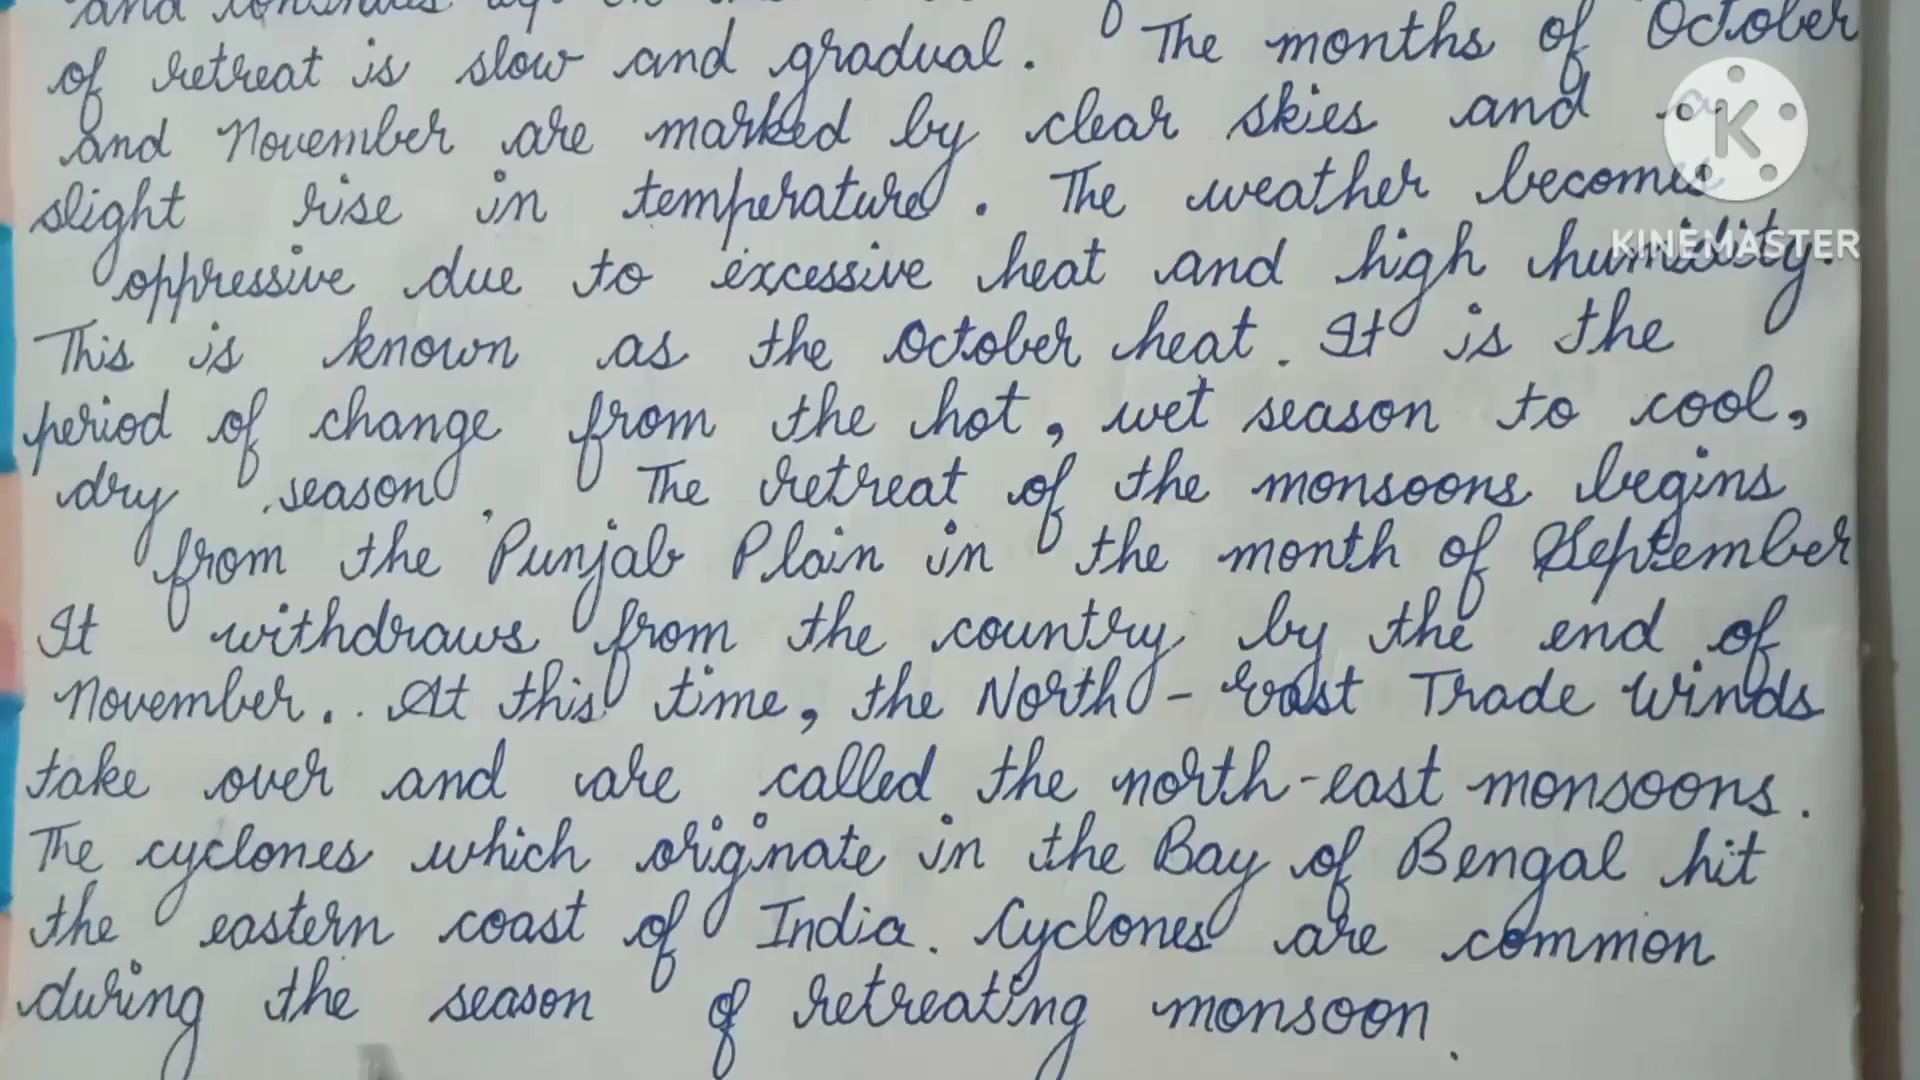 and continues
of retreat is slow and gradual. The months of October
and November are marked by clear skies and a
slight rise in temperature. The weather becomes
oppressive due to excessive heat and high humidity.
This is known as the October heat. It is the
period of change from the hot, wet season to cool,
dry season. The retreat of the monsoons begins
from the Punjab Plain in the month of September
It withdraws from the country by the end of
November.. At this time, the North-East Trade Winds
take over and are called the north-east monsoons.
The cyclones which originate in the Bay of Bengal hit
the eastern coast of India. Cyclones are common
during the season of retreating monsoon.
K
KINEMASTER